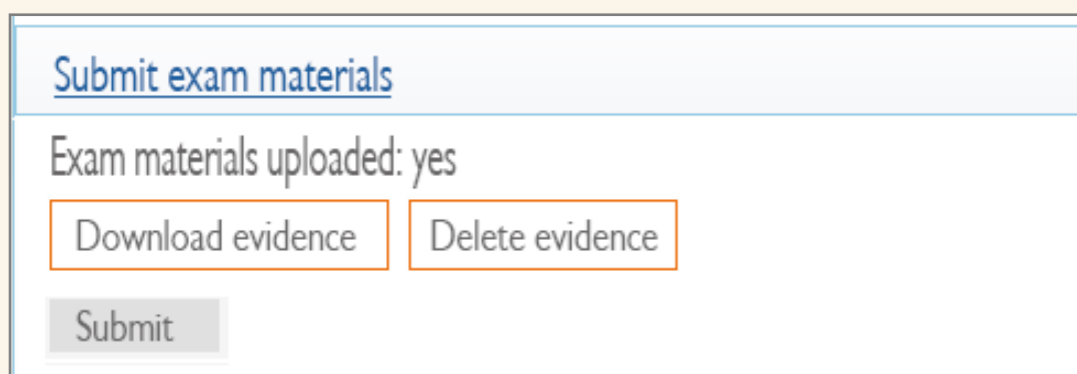 Submit exam materials
Exam materials uploaded: yes
Download evidence Delete evidence
Submit